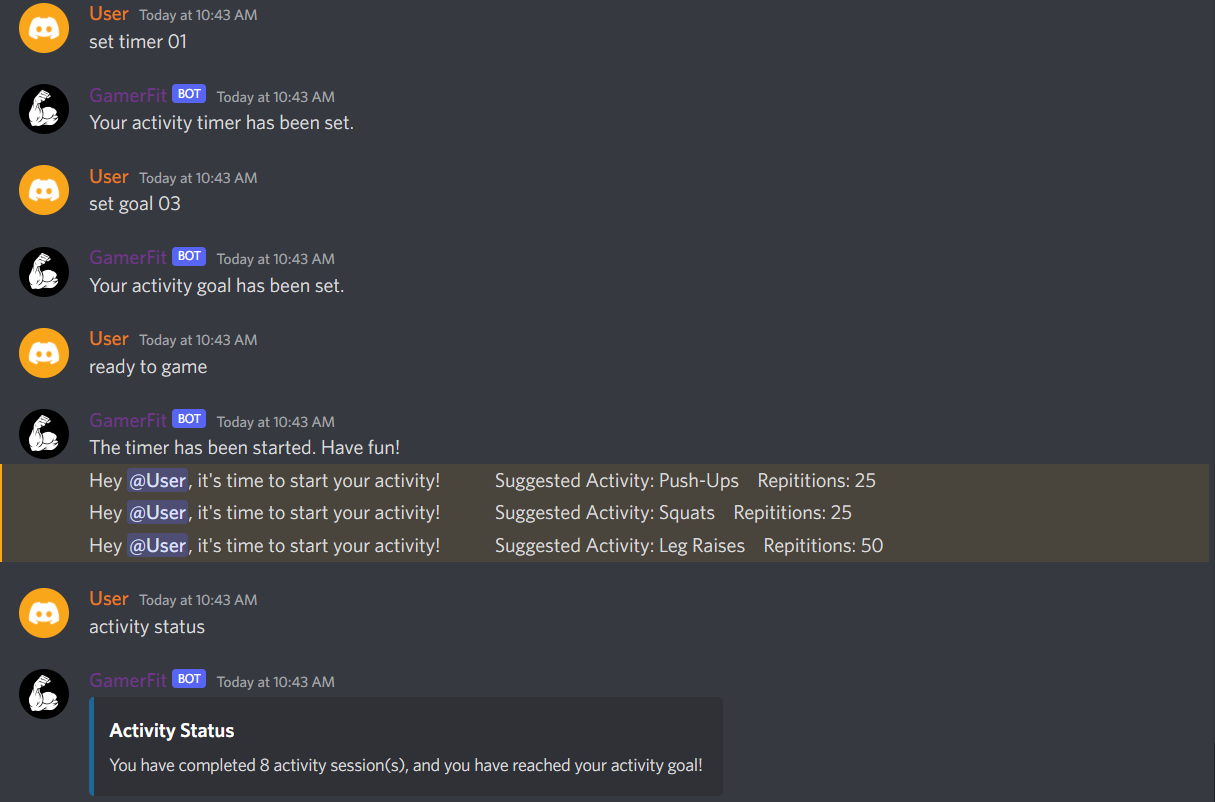 User Today at 10:43 AM
set timer 01
GamerFit BOT Today at 10:43 AM
Your activity timer has been set.
User Today at 10:43 AM
set goal 03
GamerFit BOT Today at 10:43 AM
Your activity goal has been set.
User Today at 10:43 AM
ready to game
GamerFit BOT Today at 10:43 AM
The timer has been started. Have fun!
Hey @User, it's time to start your activity! Suggested Activity: Push-Ups Repititions: 25
Hey @User, it's time to start your activity! Suggested Activity: Squats Repititions: 25
Hey @User, it's time to start your activity! Suggested Activity: Leg Raises Repititions: 50
User Today at 10:43 AM
activity status
GamerFit BOT Today at 10:43 AM
Activity Status
You have completed 8 activity session(s), and you have reached your activity goal!